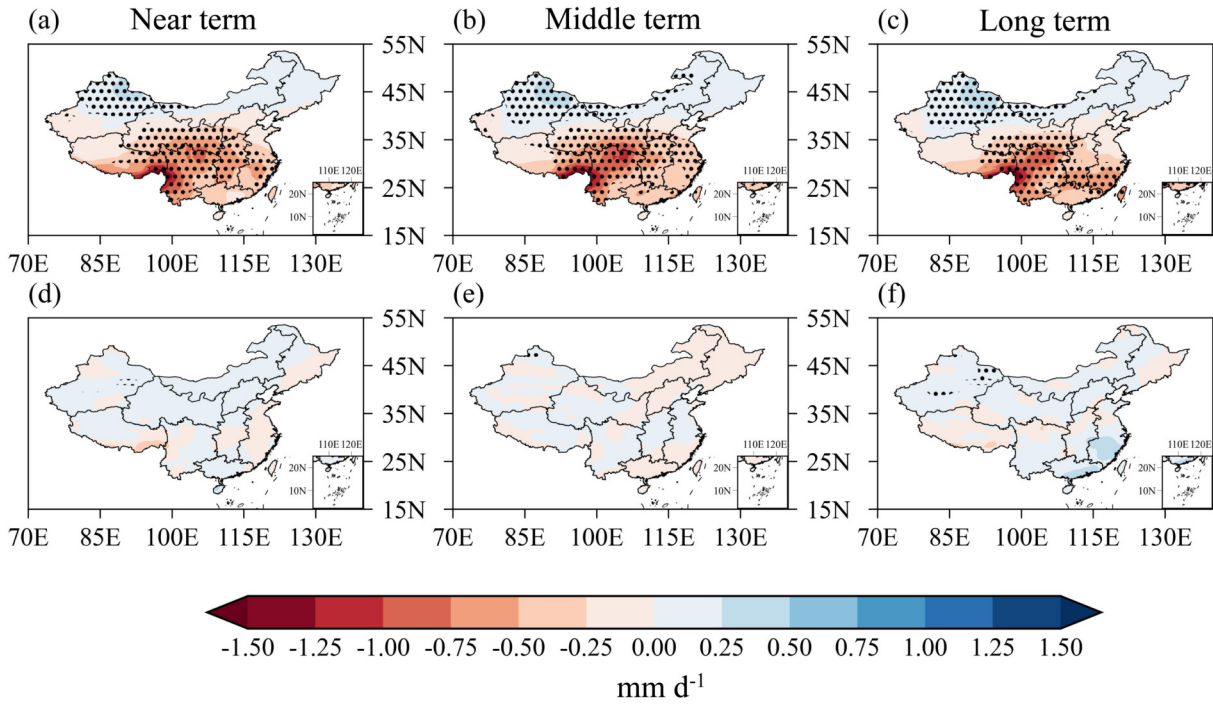 (a) Near term (b) Middle term (c) Long term
55N 55N 55N
45N 45N 45N
35N 35N 35N
110E 120E 110E 120E 110E 120E
25N 25N 25N
20N 20N 20N
10N 10N 10N
15N 15N 15N
70E 85E 100E 115E 130E 70E 85E 100E 115E 130E 70E 85E 100E 115E 130E
(d) (e) (f)
55N 55N 55N
45N 45N 45N
35N 35N 35N
110E 120E 110E 120E 110E 120E
25N 25N 25N
20N 20N 20N
10N 10N 10N
15N 15N 15N
70E 85E 100E 115E 130E 70E 85E 100E 115E 130E 70E 85E 100E 115E 130E
-1.50 -1.25 -1.00 -0.75 -0.50 -0.25 0.00 0.25 0.50 0.75 1.00 1.25 1.50
mm d⁻¹